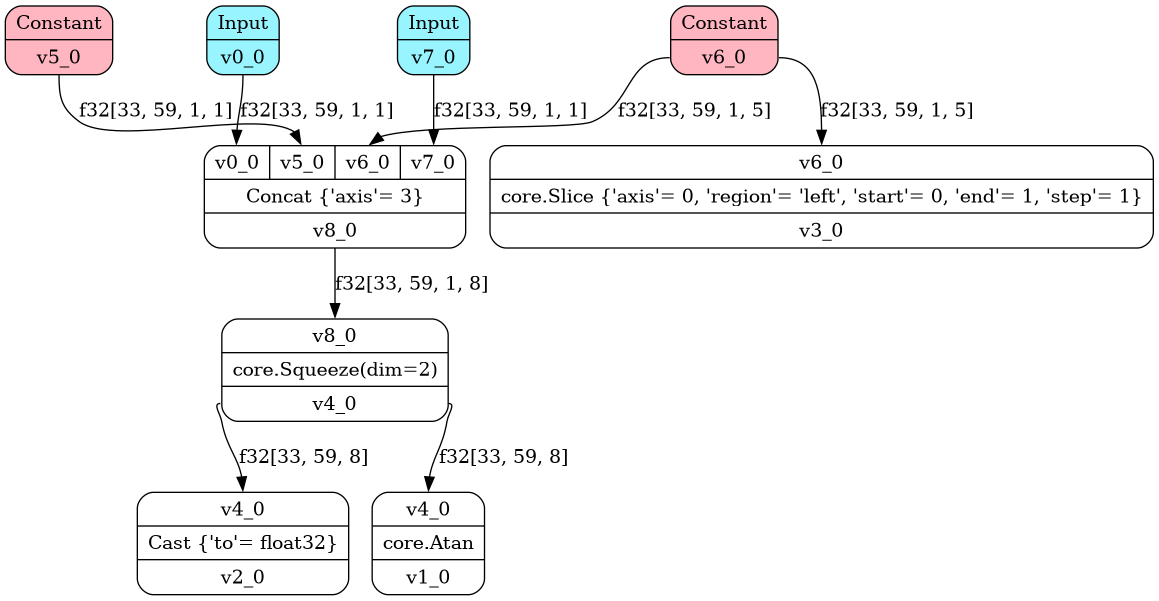 Constant
v5_0
Input
v0_0
Input
v7_0
Constant
v6_0
f32[33, 59, 1, 1]
f32[33, 59, 1, 1]
f32[33, 59, 1, 1]
f32[33, 59, 1, 5]
f32[33, 59, 1, 5]
v0_0
v5_0
v6_0
v7_0
Concat {'axis'= 3}
v8_0
v6_0
core.Slice {'axis'= 0, 'region'= 'left', 'start'= 0, 'end'= 1, 'step'= 1}
v3_0
f32[33, 59, 1, 8]
v8_0
core.Squeeze(dim=2)
v4_0
f32[33, 59, 8]
f32[33, 59, 8]
v4_0
Cast {'to'= float32}
v2_0
v4_0
core.Atan
v1_0